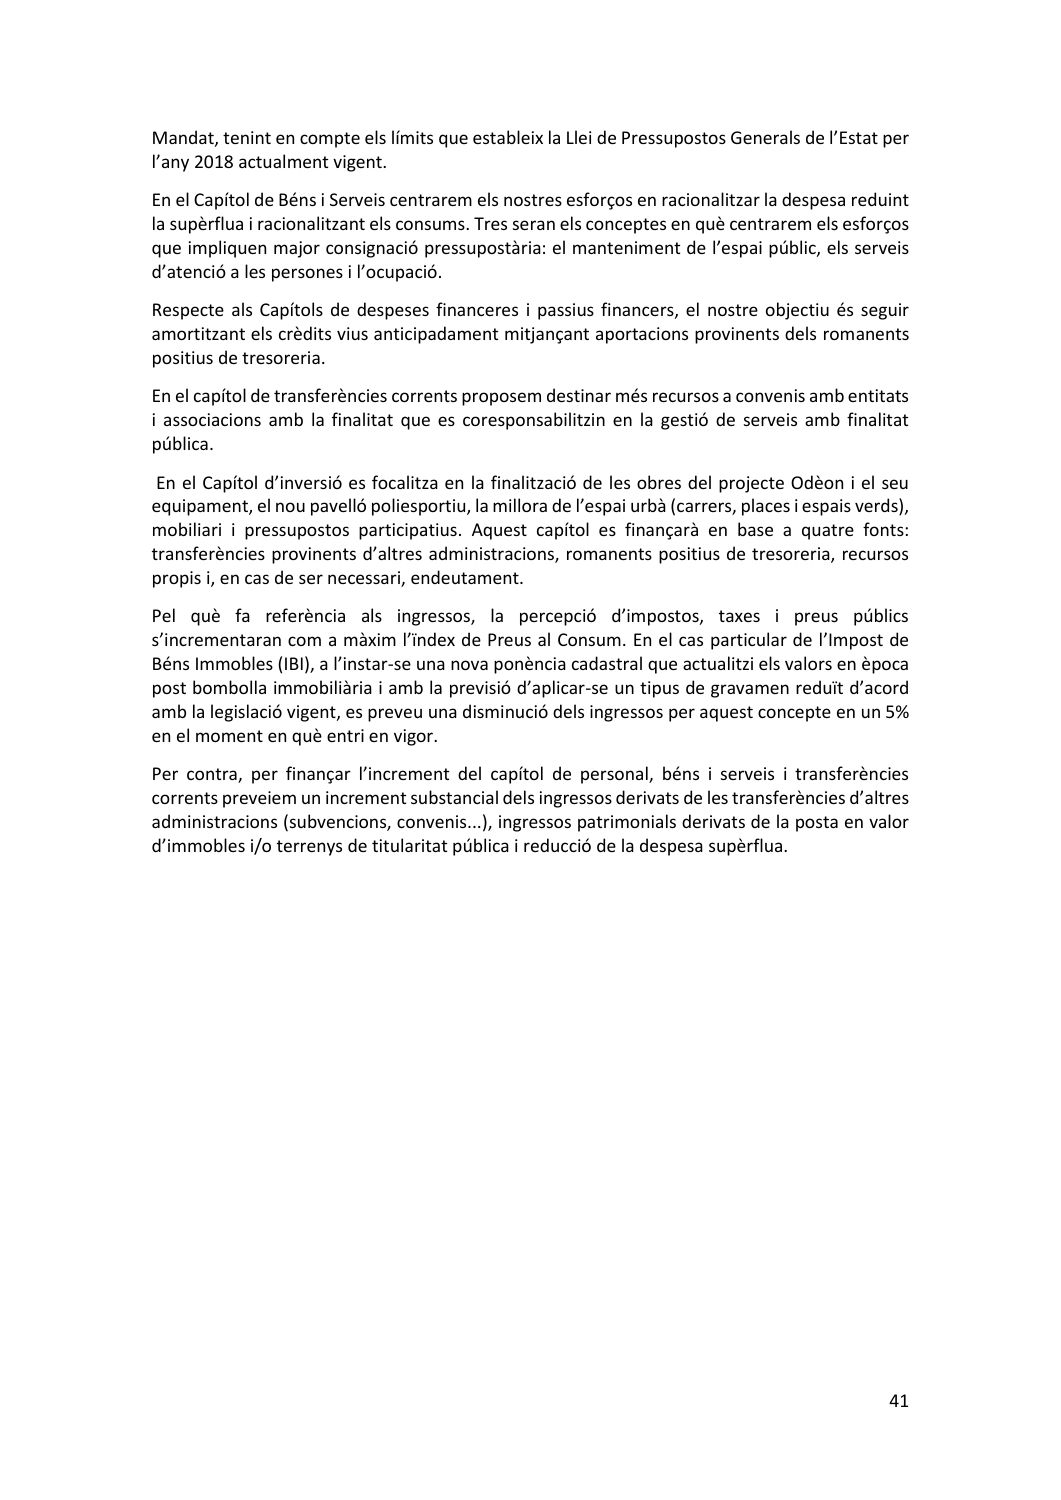 Mandat, tenint en compte els límits que estableix la Llei de Pressupostos Generals de l’Estat per
l’any 2018 actualment vigent.
En el Capítol de Béns i Serveis centrarem els nostres esforços en racionalitzar la despesa reduint
la supèrflua i racionalitzant els consums. Tres seran els conceptes en què centrarem els esforços
que impliquen major consignació pressupostària: el manteniment de l’espai públic, els serveis
d’atenció a les persones i l’ocupació.
Respecte als Capítols de despeses financeres i passius financers, el nostre objectiu és seguir
amortitzant els crèdits vius anticipadament mitjançant aportacions provinents dels romanents
positius de tresoreria.
En el capítol de transferències corrents proposem destinar més recursos a convenis amb entitats
i associacions amb la finalitat que es coresponsabilitzin en la gestió de serveis amb finalitat
pública.
En el Capítol d’inversió es focalitza en la finalització de les obres del projecte Odèon i el seu
equipament, el nou pavelló poliesportiu, la millora de l’espai urbà (carrers, places i espais verds),
mobiliari i pressupostos participatius. Aquest capítol es finançarà en base a quatre fonts:
transferències provinents d’altres administracions, romanents positius de tresoreria, recursos
propis i, en cas de ser necessari, endeutament.
Pel què fa referència als ingressos, la percepció d’impostos, taxes i preus públics
s’incrementaran com a màxim l’ïndex de Preus al Consum. En el cas particular de l’Impost de
Béns Immobles (IBI), a l’instar-se una nova ponència cadastral que actualitzi els valors en època
post bombolla immobiliària i amb la previsió d’aplicar-se un tipus de gravamen reduït d’acord
amb la legislació vigent, es preveu una disminució dels ingressos per aquest concepte en un 5%
en el moment en què entri en vigor.
Per contra, per finançar l’increment del capítol de personal, béns i serveis i transferències
corrents preveiem un increment substancial dels ingressos derivats de les transferències d’altres
administracions (subvencions, convenis...), ingressos patrimonials derivats de la posta en valor
d’immobles i/o terrenys de titularitat pública i reducció de la despesa supèrflua.
41